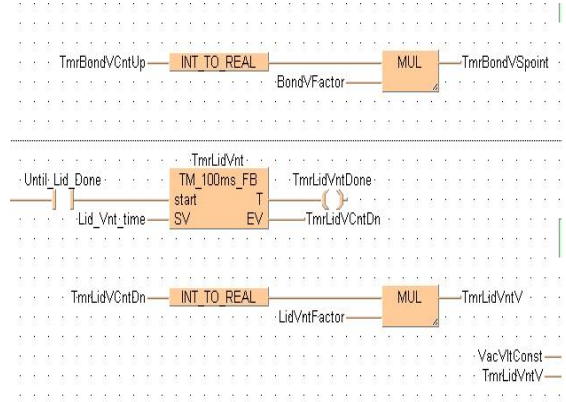 TmrBondVCntUp INT_TO_REAL MUL TmrBondVSpoint
BondVFactor
TmrLidVnt
Until_Lid_Done TM_100ms_FB TmrLidVntDone
start T
Lid_Vnt_time SV EV TmrLidVCntDn
TmrLidVCntDn INT_TO_REAL MUL TmrLidVntV
LidVntFactor
VacVltConst
TmrLidVntV